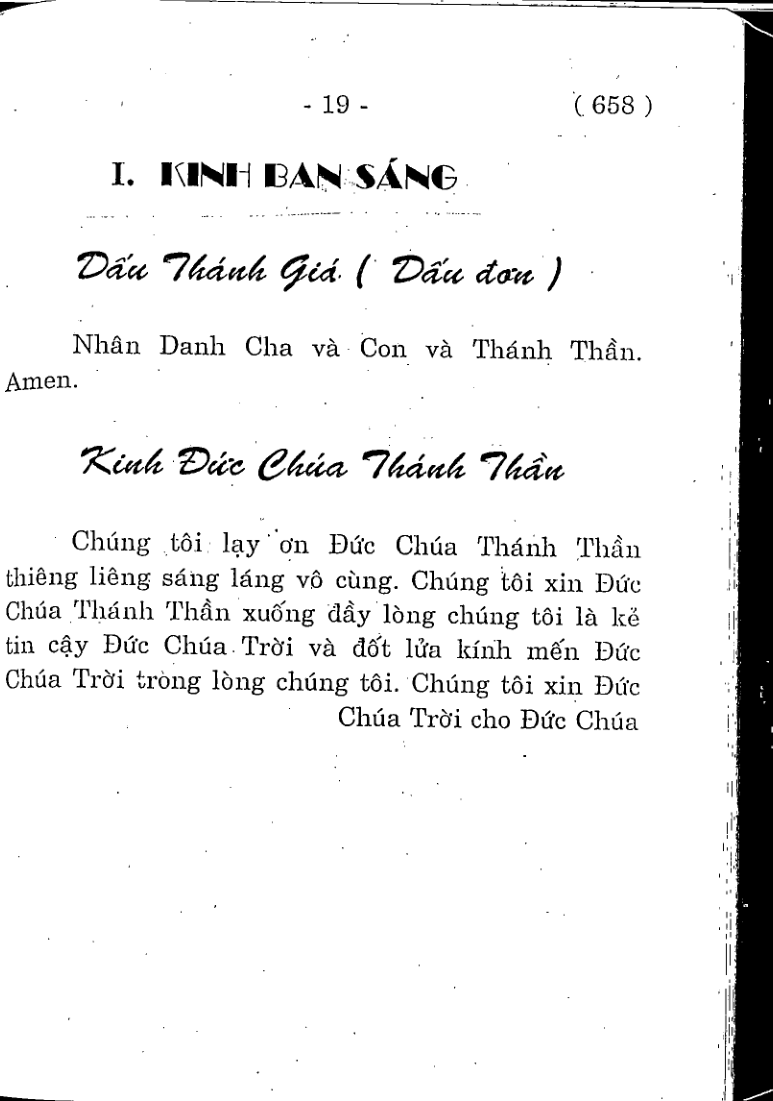 - 19 - ( 658 )
I. KINH BAN SÁNG
Dấu Thánh Giá ( Dấu đơn )
Nhân Danh Cha và Con và Thánh Thần.
Amen.
Kinh Đức Chúa Thánh Thần
Chúng tôi lạy ơn Đức Chúa Thánh Thần
thiêng liêng sáng láng vô cùng. Chúng tôi xin Đức
Chúa Thánh Thần xuống đầy lòng chúng tôi là kẻ
tin cậy Đức Chúa Trời và đốt lửa kính mến Đức
Chúa Trời trong lòng chúng tôi. Chúng tôi xin Đức
Chúa Trời cho Đức Chúa